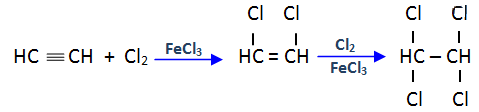 Cl Cl Cl Cl
HC ≡ CH + Cl₂ FeCl₃ HC = CH Cl₂ FeCl₃ HC – CH
Cl Cl